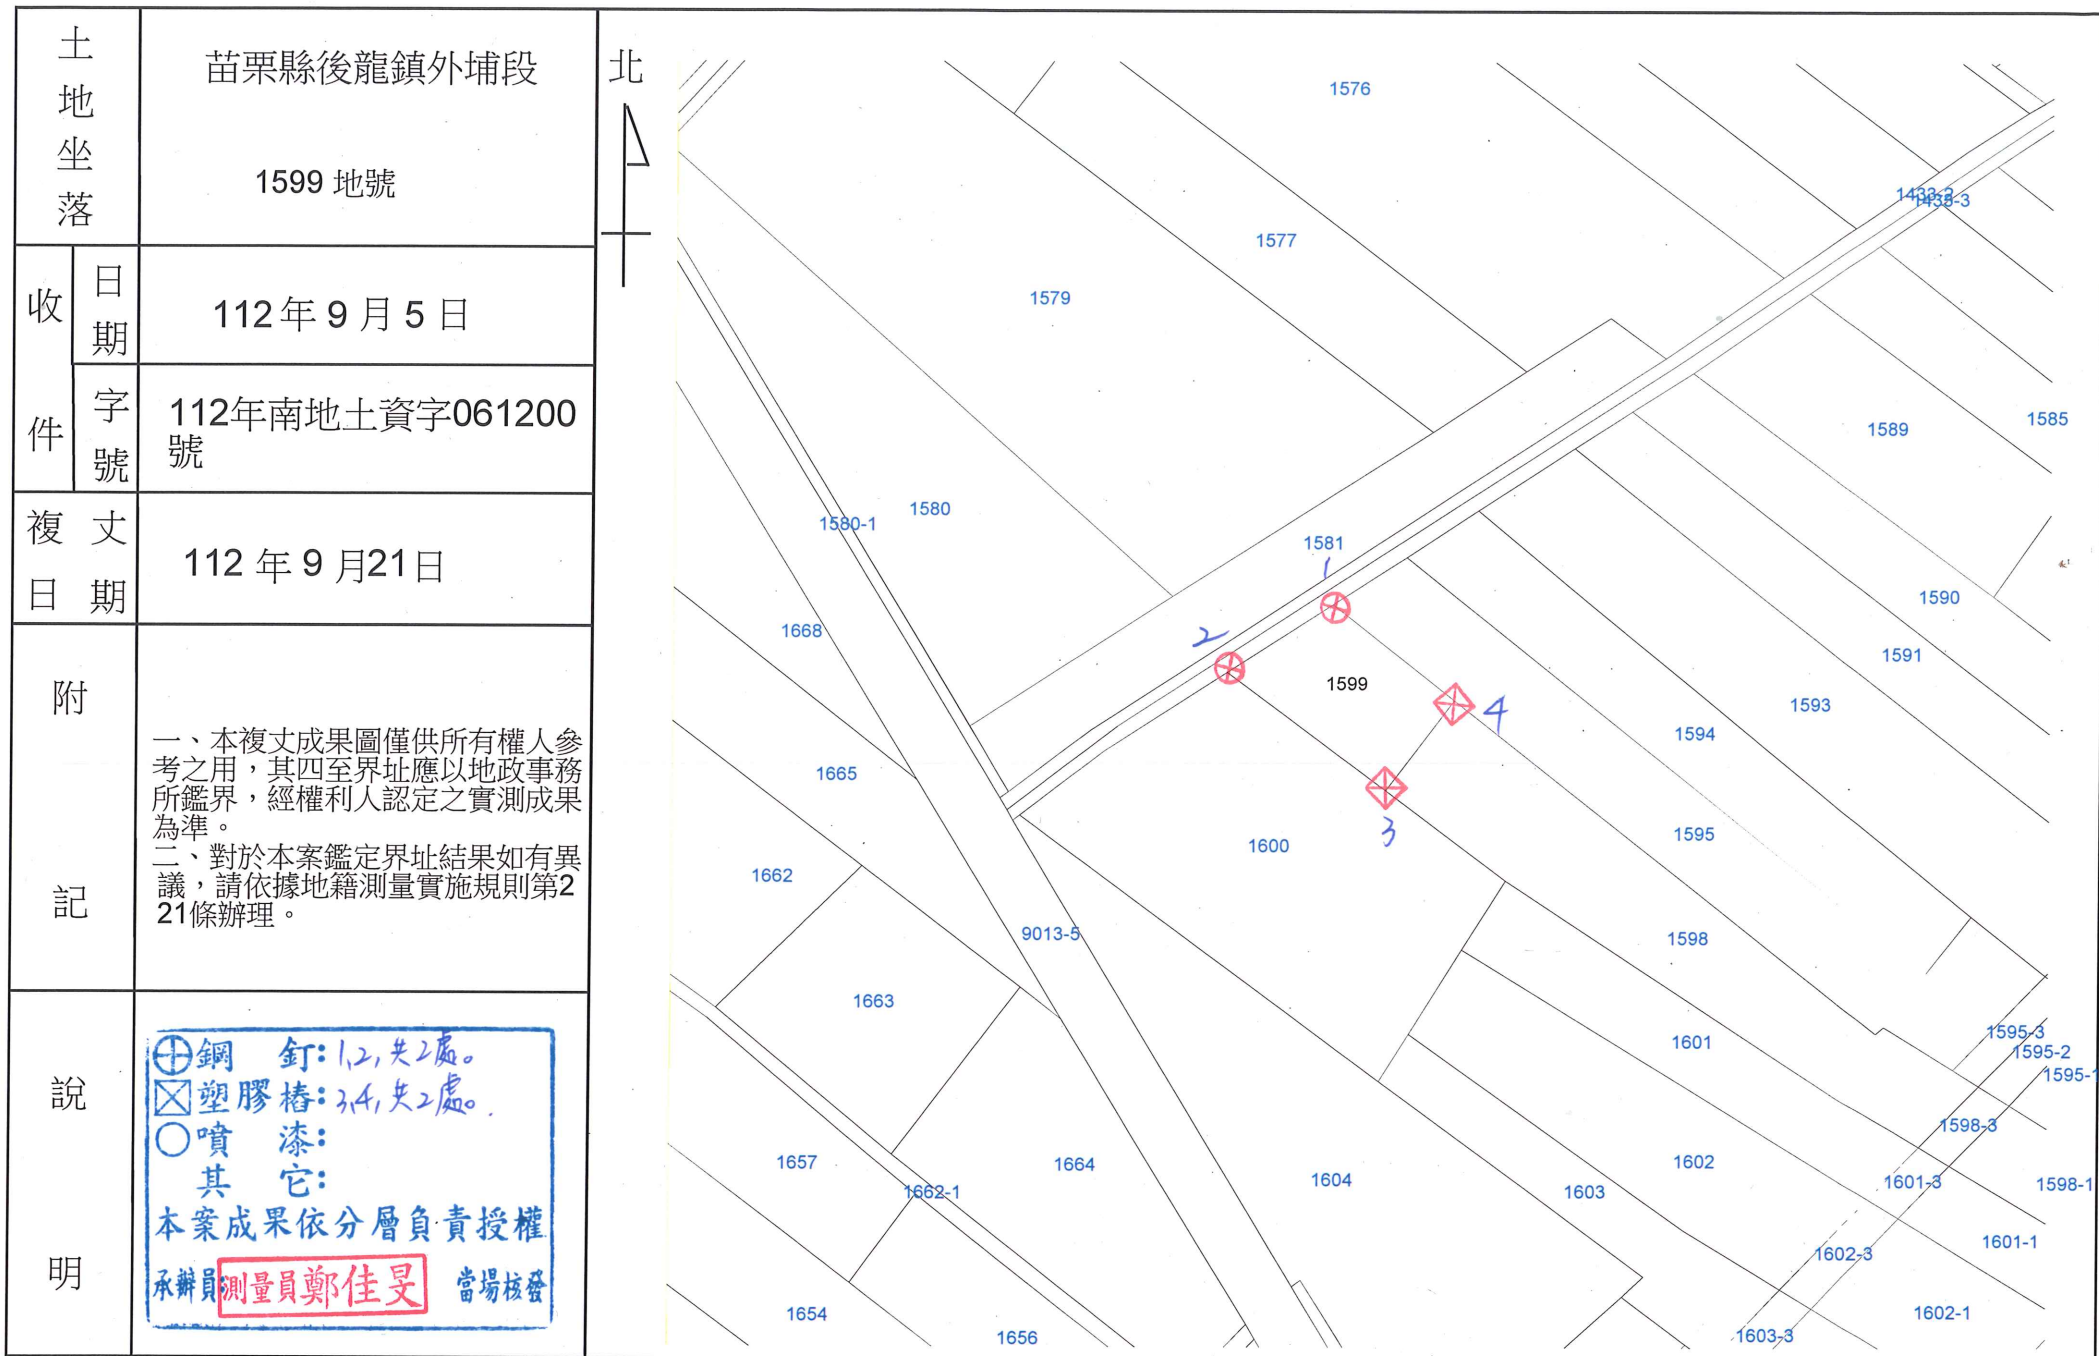 土地坐落
苗栗縣後龍鎮外埔段
1599 地號
收件
日期
112 年 9 月 5 日
字號
112年南地土資字061200
號
複丈
日期
112 年 9 月21日
附記
一、本複丈成果圖僅供所有權人參
考之用，其四至界址應以地政事務
所鑑界，經權利人認定之實測成果
為準。
二、對於本案鑑定界址結果如有異
議，請依據地籍測量實施規則第2
21條辦理。
說明
鋼 釘：1,2,共2處。
塑膠樁：3,4,共2處。
噴 漆：
其 它：
本案成果依分層負責授權
承辦員
測量員鄭佳旻
當場核發
北
1576
1433-2
1435-3
1577
1579
1585
1589
1580
1580-1
1581
1
1590
2
1668
1591
1599
4
1593
1594
1665
3
1595
1600
1662
9013-5
1598
1663
1595-3
1601
1595-2
1595-1
1598-3
1657
1664
1602
1604
1601-3
1598-1
1662-1
1603
1601-1
1602-3
1654
1602-1
1656
1603-3